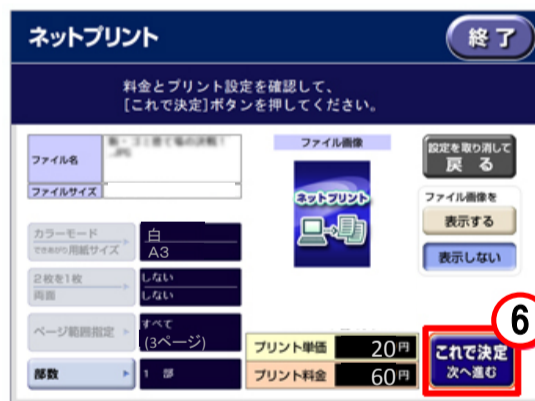 ネットプリント
終了
料金とプリント設定を確認して、
[これで決定]ボタンを押してください。
ファイル名
ファイルサイズ
ファイル画像
ネットプリント
設定を取り消して
戻る
ファイル画像を
表示する
表示しない
カラーモード
できあがり用紙サイズ
白
A3
2枚を1枚
両面
しない
しない
ページ範囲指定
すべて
(3ページ)
部数
1 部
プリント単価 20円
プリント料金 60円
6
これで決定
次へ進む